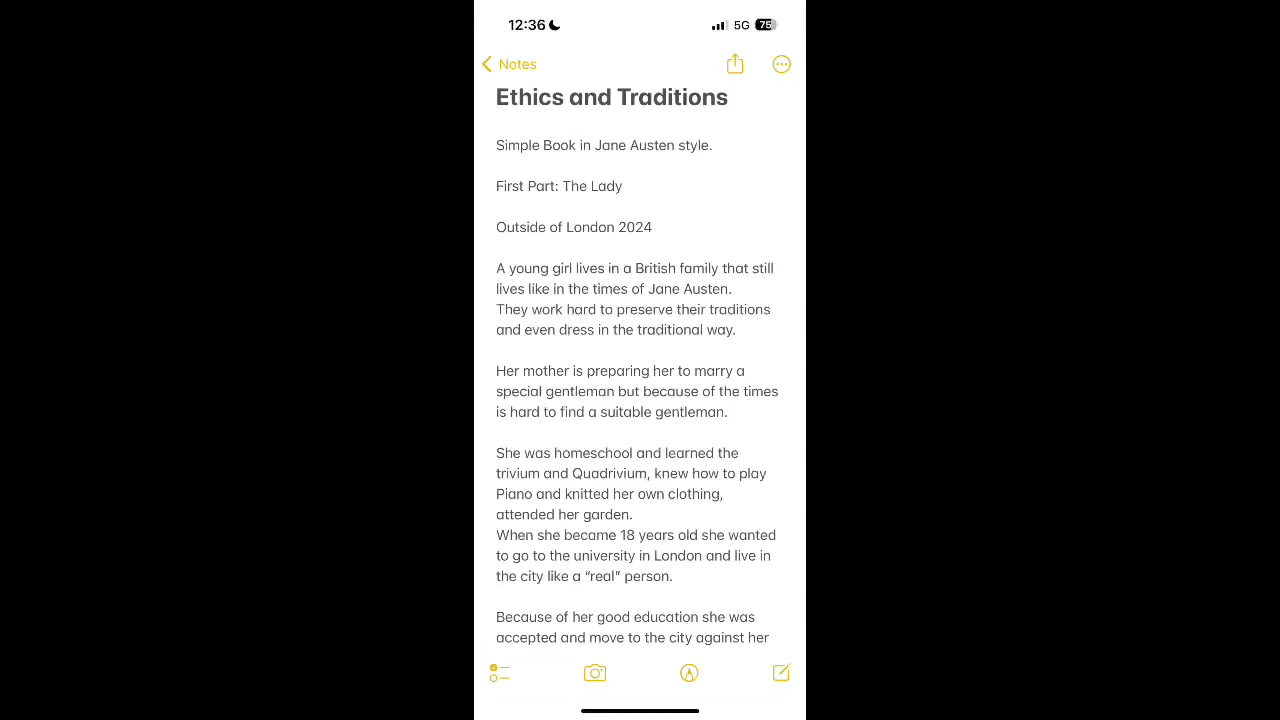 12:36
5G
75
Notes
Ethics and Traditions
Simple Book in Jane Austen style.
First Part: The Lady
Outside of London 2024
A young girl lives in a British family that still
lives like in the times of Jane Austen.
They work hard to preserve their traditions
and even dress in the traditional way.
Her mother is preparing her to marry a
special gentleman but because of the times
is hard to find a suitable gentleman.
She was homeschool and learned the
trivium and Quadrivium, knew how to play
Piano and knitted her own clothing,
attended her garden.
When she became 18 years old she wanted
to go to the university in London and live in
the city like a “real” person.
Because of her good education she was
accepted and move to the city against her